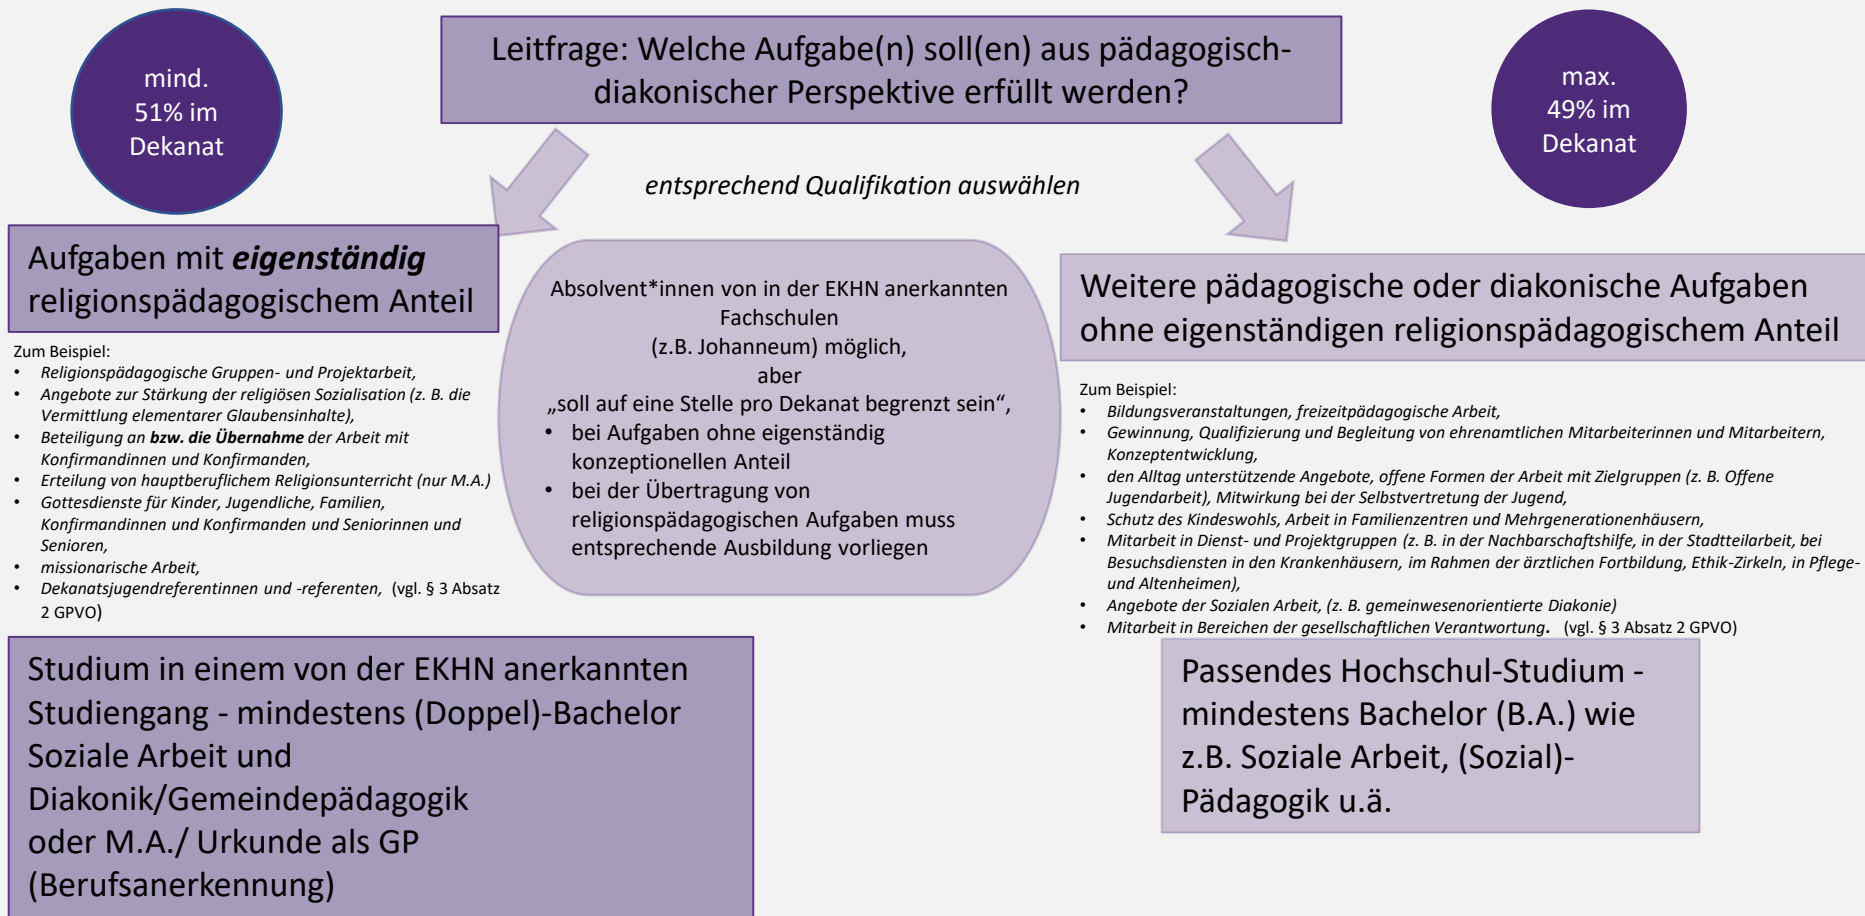 mind.
51% im
Dekanat
Leitfrage: Welche Aufgabe(n) soll(en) aus pädagogisch-
diakonischer Perspektive erfüllt werden?
max.
49% im
Dekanat
entsprechend Qualifikation auswählen
Aufgaben mit eigenständig
religionspädagogischem Anteil
Zum Beispiel:
• Religionspädagogische Gruppen- und Projektarbeit,
• Angebote zur Stärkung der religiösen Sozialisation (z. B. die
Vermittlung elementarer Glaubensinhalte),
• Beteiligung an bzw. die Übernahme der Arbeit mit
Konfirmandinnen und Konfirmanden,
• Erteilung von hauptberuflichem Religionsunterricht (nur M.A.)
• Gottesdienste für Kinder, Jugendliche, Familien,
Konfirmandinnen und Konfirmanden und Seniorinnen und
Senioren,
• missionarische Arbeit,
• Dekanatsjugendreferentinnen und -referenten, (vgl. § 3 Absatz
2 GPVO)
Studium in einem von der EKHN anerkannten
Studiengang - mindestens (Doppel)-Bachelor
Soziale Arbeit und
Diakonik/Gemeindepädagogik
oder M.A./ Urkunde als GP
(Berufsanerkennung)
Absolvent*innen von in der EKHN anerkannten
Fachschulen
(z.B. Johanneum) möglich,
aber
„soll auf eine Stelle pro Dekanat begrenzt sein“,
• bei Aufgaben ohne eigenständig
konzeptionellen Anteil
• bei der Übertragung von
religionspädagogischen Aufgaben muss
entsprechende Ausbildung vorliegen
Weitere pädagogische oder diakonische Aufgaben
ohne eigenständigen religionspädagogischem Anteil
Zum Beispiel:
• Bildungsveranstaltungen, freizeitpädagogische Arbeit,
• Gewinnung, Qualifizierung und Begleitung von ehrenamtlichen Mitarbeiterinnen und Mitarbeitern,
Konzeptentwicklung,
• den Alltag unterstützende Angebote, offene Formen der Arbeit mit Zielgruppen (z. B. Offene
Jugendarbeit), Mitwirkung bei der Selbstvertretung der Jugend,
• Schutz des Kindeswohls, Arbeit in Familienzentren und Mehrgenerationenhäusern,
• Mitarbeit in Dienst- und Projektgruppen (z. B. in der Nachbarschaftshilfe, in der Stadtteilarbeit, bei
Besuchsdiensten in den Krankenhäusern, im Rahmen der ärztlichen Fortbildung, Ethik-Zirkeln, in Pflege-
und Altenheimen),
• Angebote der Sozialen Arbeit, (z. B. gemeinwesenorientierte Diakonie)
• Mitarbeit in Bereichen der gesellschaftlichen Verantwortung. (vgl. § 3 Absatz 2 GPVO)
Passendes Hochschul-Studium -
mindestens Bachelor (B.A.) wie
z.B. Soziale Arbeit, (Sozial)-
Pädagogik u.ä.